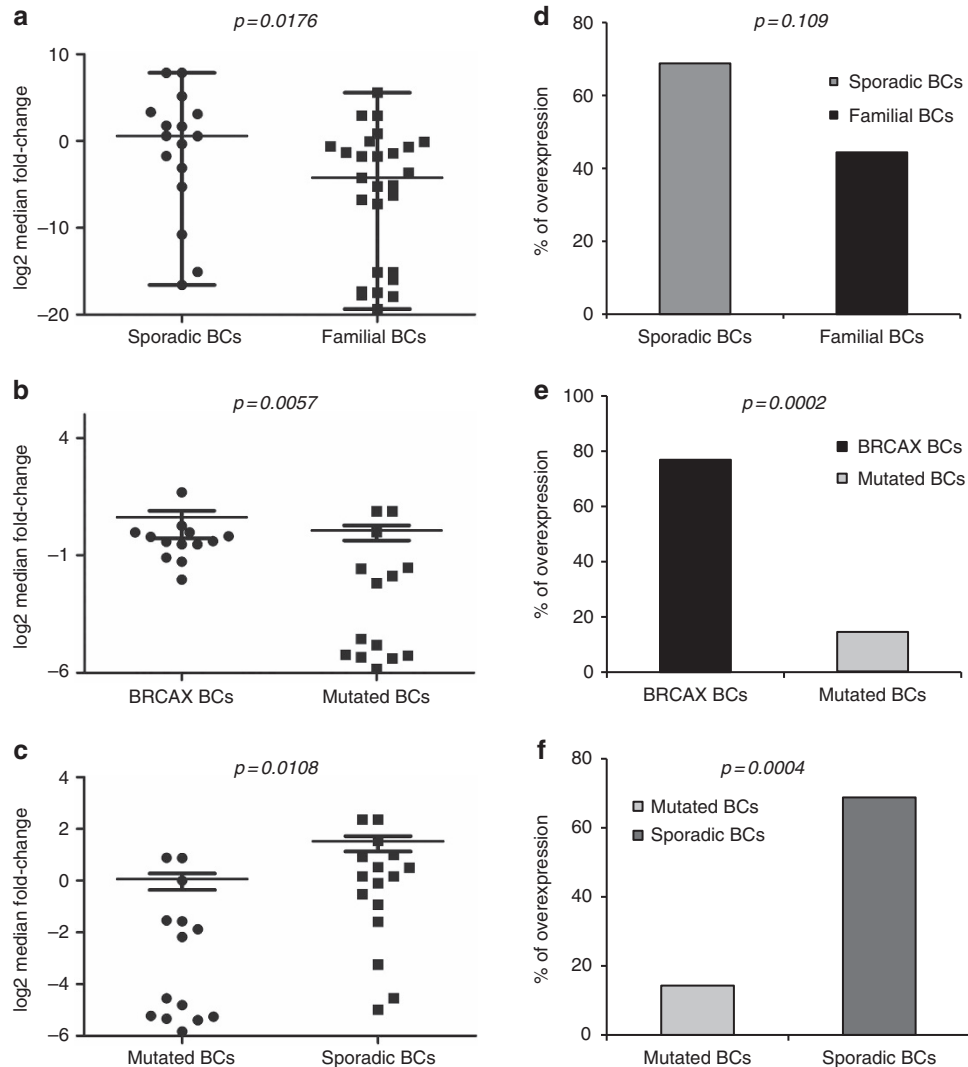 a
p=0.0176
log2 median fold-change
10
0
−10
−20
Sporadic BCs
Familial BCs
d
p=0.109
% of overexpression
80
60
40
20
0
Sporadic BCs
Familial BCs
Sporadic BCs
Familial BCs
b
p=0.0057
log2 median fold-change
4
−1
−6
BRCAX BCs
Mutated BCs
e
p=0.0002
% of overexpression
100
80
60
40
20
0
BRCAX BCs
Mutated BCs
BRCAX BCs
Mutated BCs
c
p=0.0108
log2 median fold-change
4
2
0
−2
−4
−6
Mutated BCs
Sporadic BCs
f
p=0.0004
% of overexpression
80
60
40
20
0
Mutated BCs
Sporadic BCs
Mutated BCs
Sporadic BCs